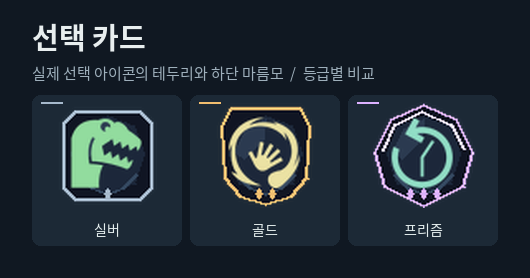 선택 카드
실제 선택 아이콘의 테두리와 하단 마름모 / 등급별 비교
실버
골드
프리즘